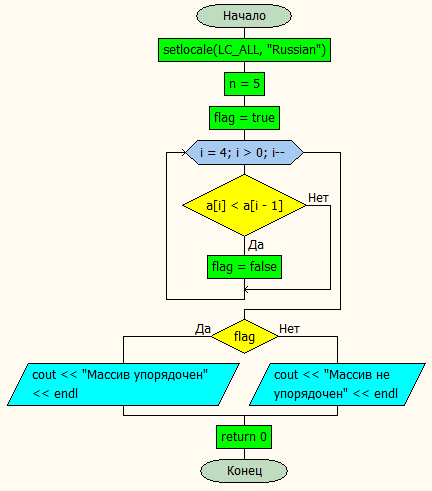 Начало
setlocale(LC_ALL, "Russian")
n = 5
flag = true
i = 4; i > 0; i--
a[i] < a[i - 1]
Нет
Да
flag = false
Да
flag
Нет
cout << "Массив упорядочен"
<< endl
cout << "Массив не
упорядочен" << endl
return 0
Конец